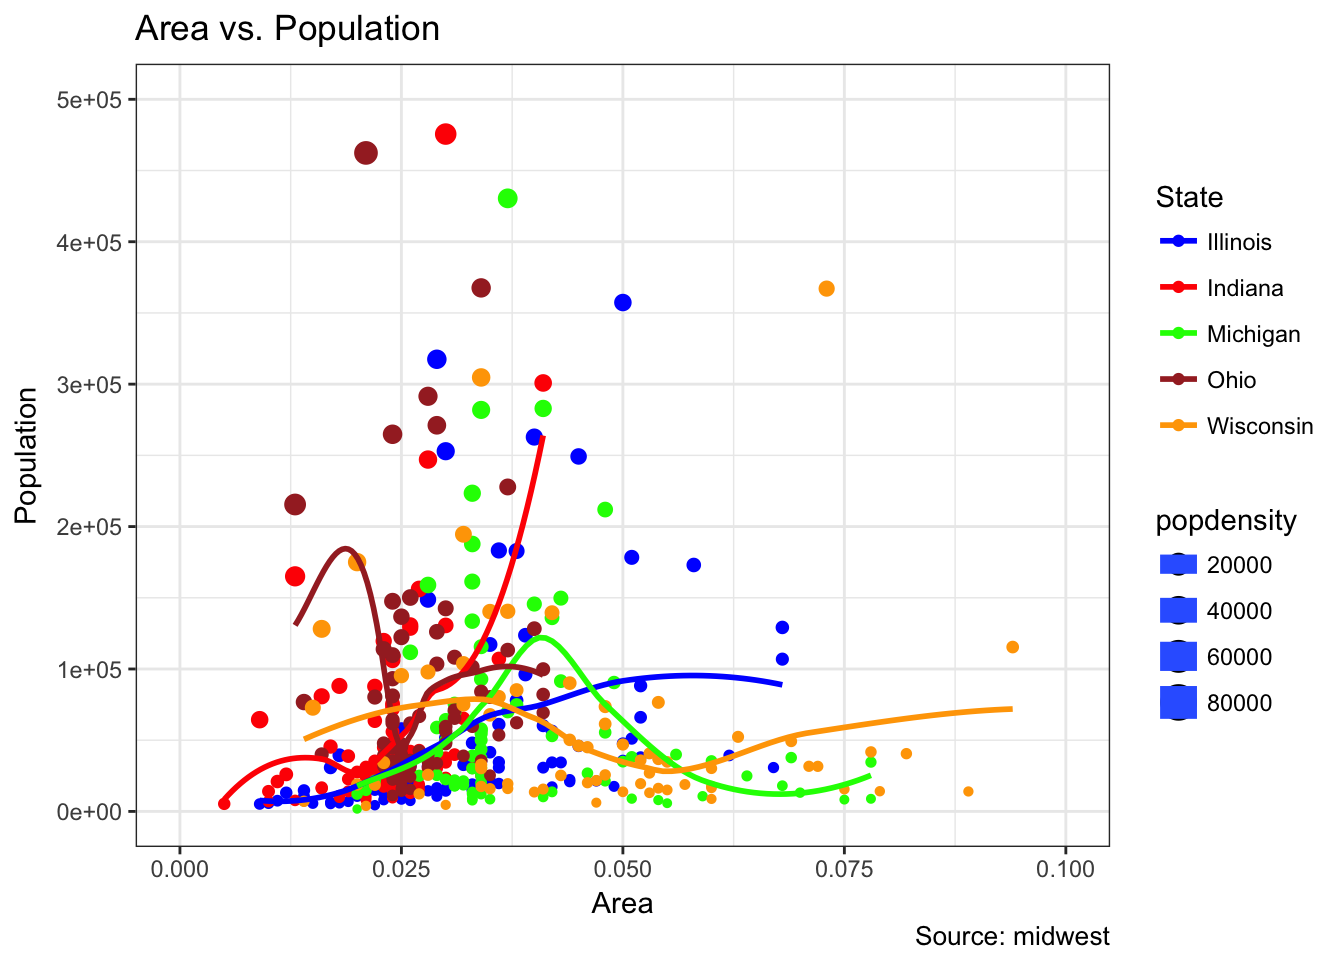 Area vs. Population
5e+05
4e+05
3e+05
2e+05
1e+05
0e+00
Population
0.000
0.025
0.050
0.075
0.100
Area
Source: midwest
State
Illinois
Indiana
Michigan
Ohio
Wisconsin
popdensity
20000
40000
60000
80000